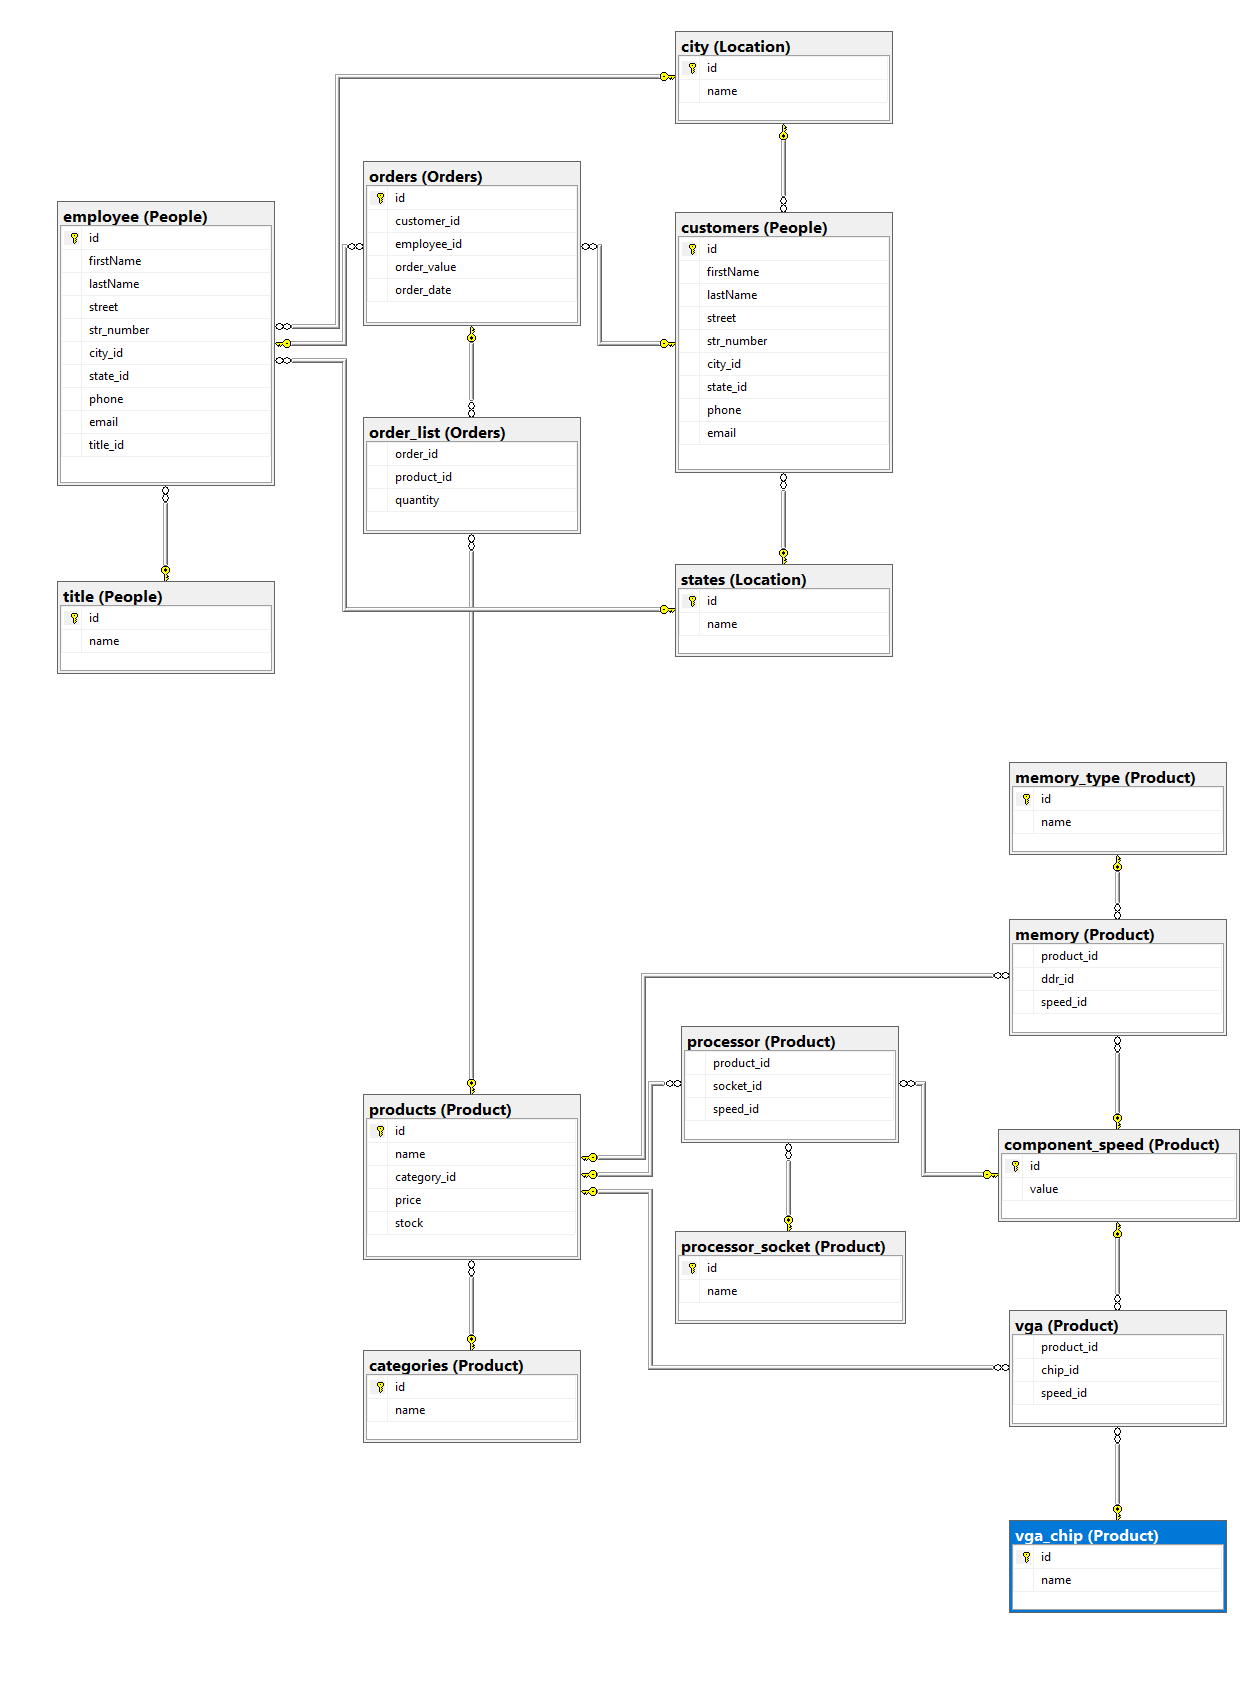 city (Location)
id
name
orders (Orders)
id
customer_id
employee_id
order_value
order_date
employee (People)
id
firstName
lastName
street
str_number
city_id
state_id
phone
email
title_id
customers (People)
id
firstName
lastName
street
str_number
city_id
state_id
phone
email
order_list (Orders)
order_id
product_id
quantity
title (People)
id
name
states (Location)
id
name
memory_type (Product)
id
name
memory (Product)
product_id
ddr_id
speed_id
processor (Product)
product_id
socket_id
speed_id
products (Product)
id
name
category_id
price
stock
component_speed (Product)
id
value
processor_socket (Product)
id
name
vga (Product)
product_id
chip_id
speed_id
categories (Product)
id
name
vga_chip (Product)
id
name